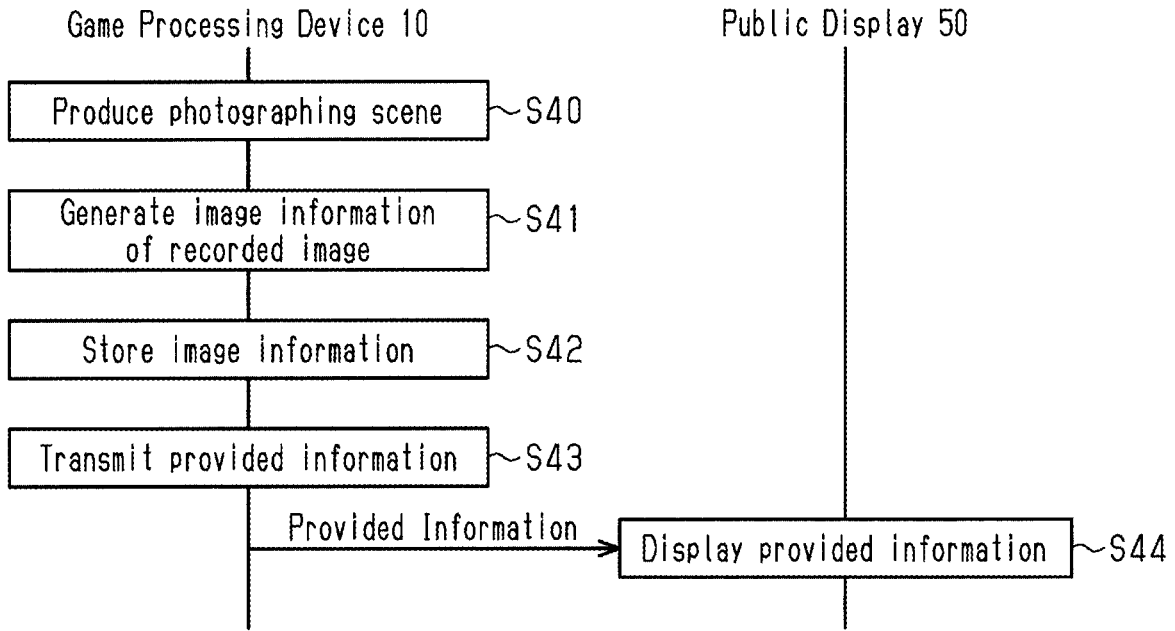 Game Processing Device 10
Public Display 50
Produce photographing scene
S40
Generate image information
of recorded image
S41
Store image information
S42
Transmit provided information
S43
Provided Information
Display provided information
S44